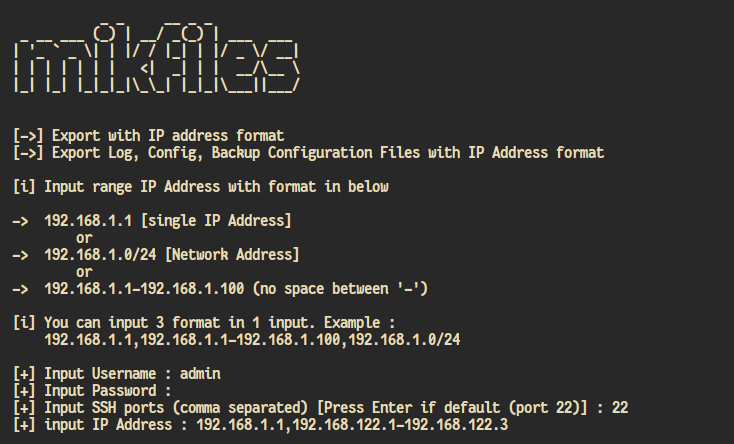 mikfiles
[->] Export with IP address format
[->] Export Log, Config, Backup Configuration Files with IP Address format
[i] Input range IP Address with format in below
-> 192.168.1.1 [single IP Address]
or
-> 192.168.1.0/24 [Network Address]
or
-> 192.168.1.1-192.168.1.100 (no space between '-')
[i] You can input 3 format in 1 input. Example :
192.168.1.1,192.168.1.1-192.168.1.100,192.168.1.0/24
[+] Input Username : admin
[+] Input Password :
[+] Input SSH ports (comma separated) [Press Enter if default (port 22)] : 22
[+] input IP Address : 192.168.1.1,192.168.122.1-192.168.122.3